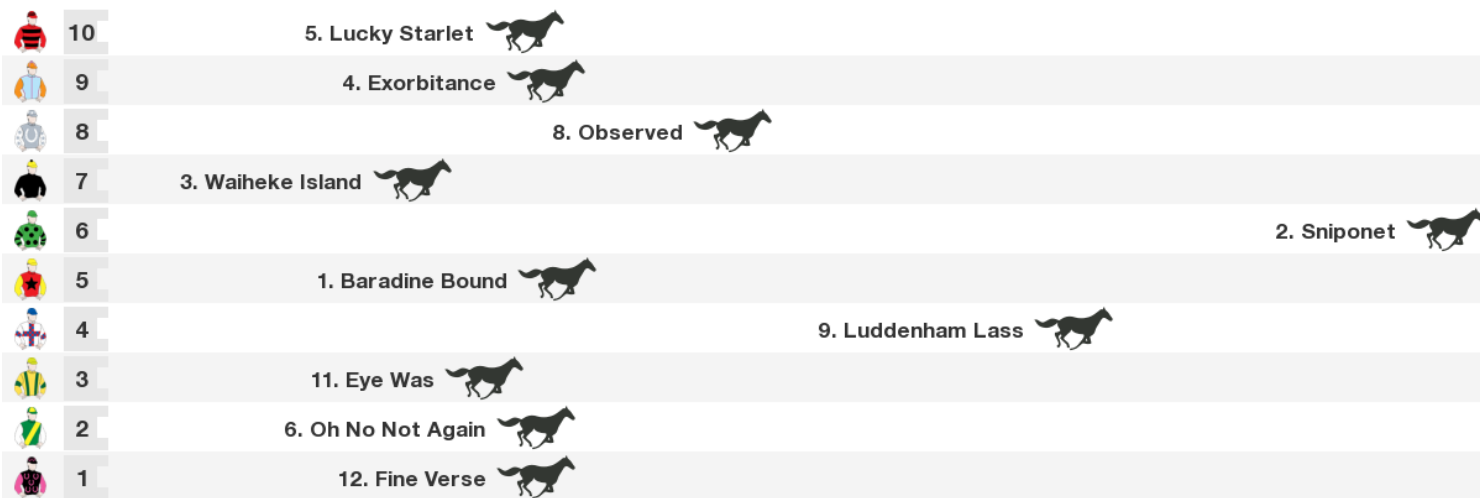 10 5. Lucky Starlet
9 4. Exorbitance
8 8. Observed
7 3. Waiheke Island
6 2. Sniponet
5 1. Baradine Bound
4 9. Luddenham Lass
3 11. Eye Was
2 6. Oh No Not Again
1 12. Fine Verse